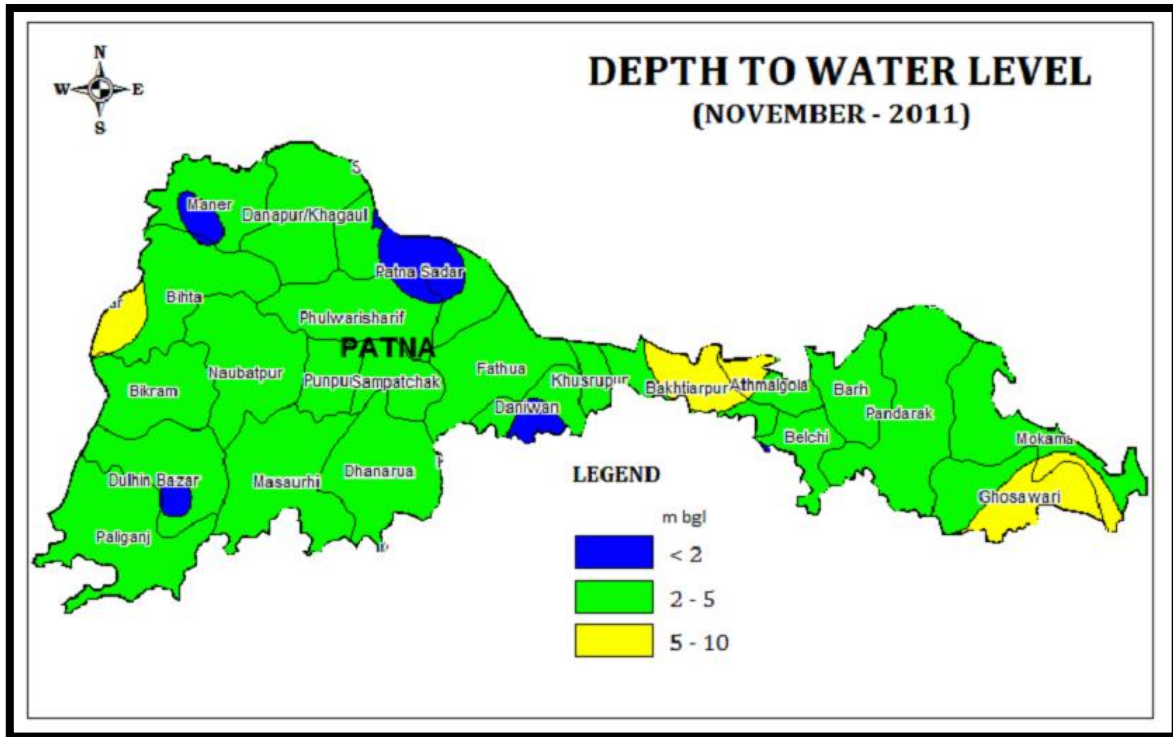 DEPTH TO WATER LEVEL
(NOVEMBER - 2011)
N
W E
S
Maner
Danapur/Khagaul
Patna Sadar
Bihta
Phulwarisharif
PATNA
Naubatpur
Punpun
Sampatchak
Fathua
Khusrupur
Bakhtiarpur
Athmalgola
Barh
Pandarak
Bikram
Daniwan
Belchi
Mokama
Dulhin Bazar
Masaurhi
Dhanarua
Ghosawari
Paliganj
LEGEND
m bgl
< 2
2 - 5
5 - 10